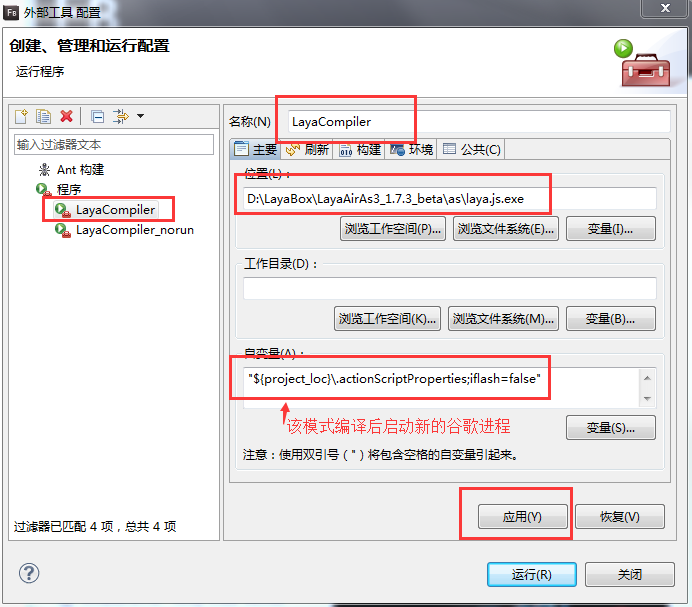 Fb 外部工具 配置
创建、管理和运行配置
运行程序
输入过滤器文本
Ant 构建
程序
LayaCompiler
LayaCompiler_norun
过滤器已匹配 4 项，总共 4 项
名称(N)
LayaCompiler
主要 刷新 构建 环境 公共(C)
位置(L)：
D:\LayaBox\LayaAirAs3_1.7.3_beta\as\laya.js.exe
浏览工作空间(P)... 浏览文件系统(E)... 变量(I)...
工作目录(D)：
浏览工作空间(K)... 浏览文件系统(M)... 变量(B)...
自变量(A)：
"${project_loc}\.actionScriptProperties;iflash=false"
该模式编译后启动新的谷歌进程
变量(S)...
注意：使用双引号 (") 将包含空格的自变量引起来。
应用(Y) 恢复(V)
运行(R) 关闭